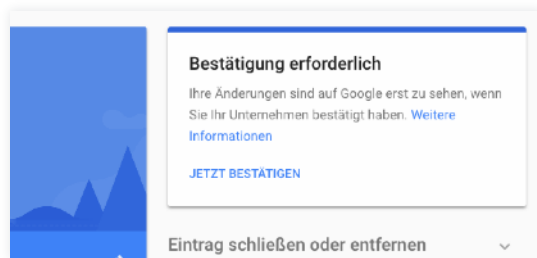 Bestätigung erforderlich
Ihre Änderungen sind auf Google erst zu sehen, wenn
Sie Ihr Unternehmen bestätigt haben. Weitere
Informationen
JETZT BESTÄTIGEN
Eintrag schließen oder entfernen